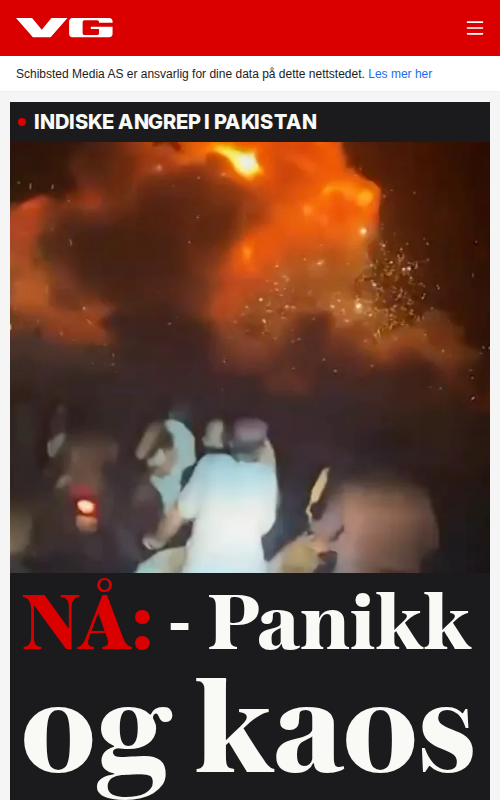 VG
Schibsted Media AS er ansvarlig for dine data på dette nettstedet. Les mer her
INDISKE ANGREP I PAKISTAN
NÅ: - Panikk
og kaos